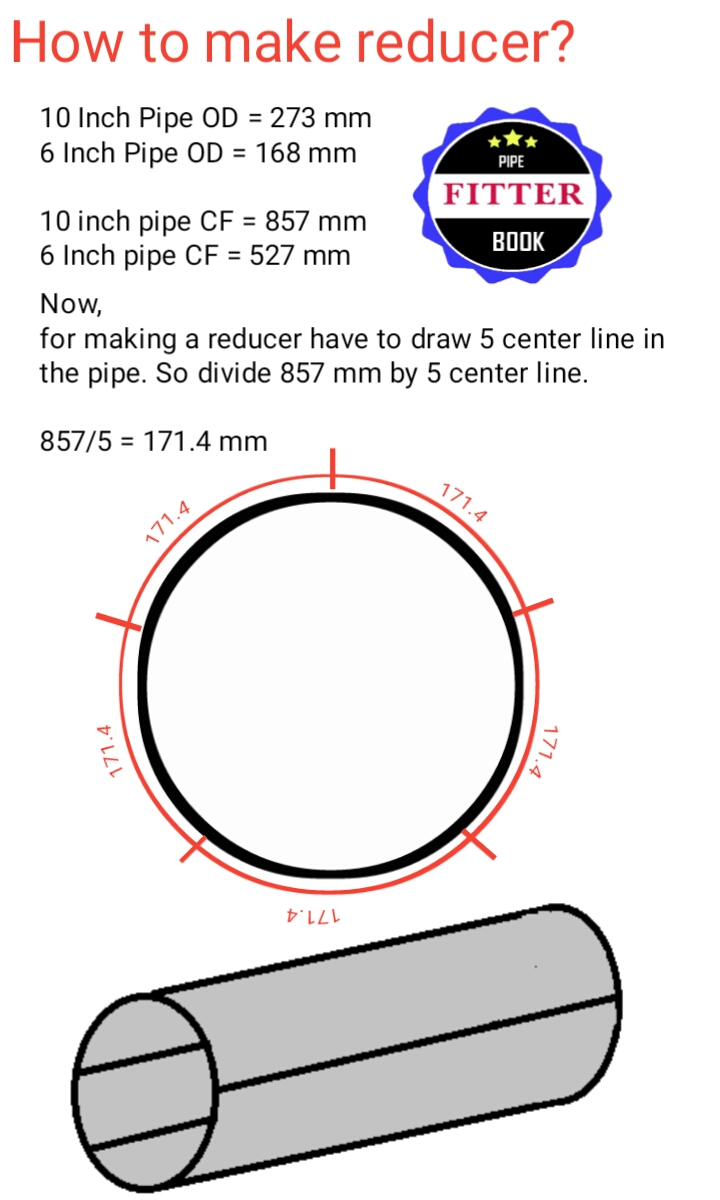 How to make reducer?
10 Inch Pipe OD = 273 mm
6 Inch Pipe OD = 168 mm
PIPE
FITTER
BOOK
10 inch pipe CF = 857 mm
6 Inch pipe CF = 527 mm
Now,
for making a reducer have to draw 5 center line in
the pipe. So divide 857 mm by 5 center line.
857/5 = 171.4 mm
171.4
171.4
171.4
171.4
171.4